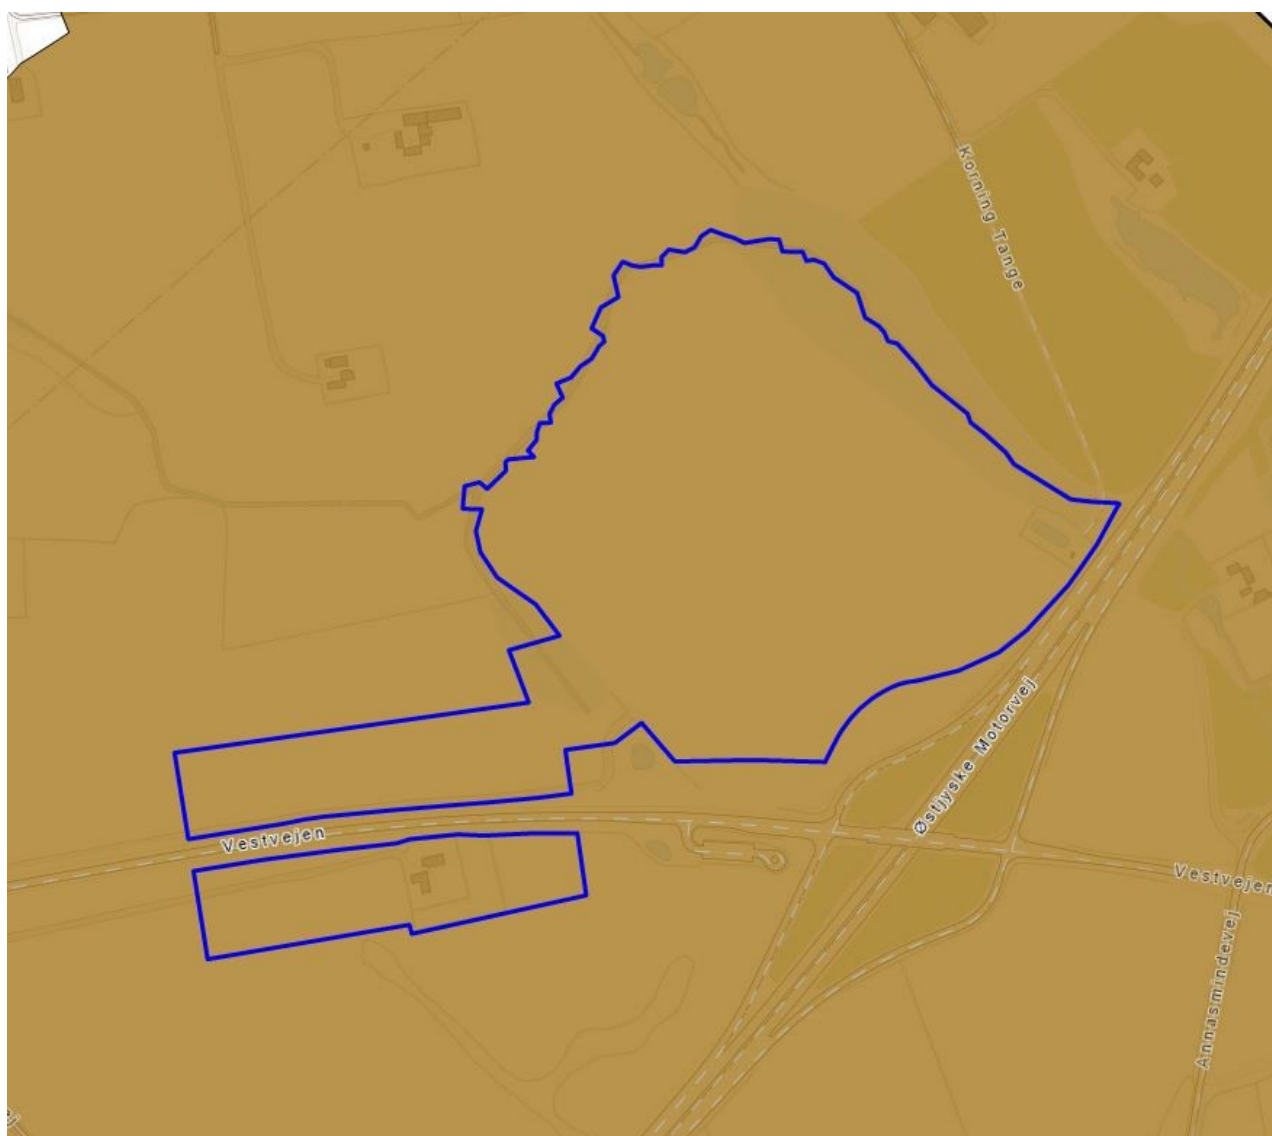 Korning Tange
Østjyske Motorvej
Vestvejen
Vestvejen
Annasmindevej